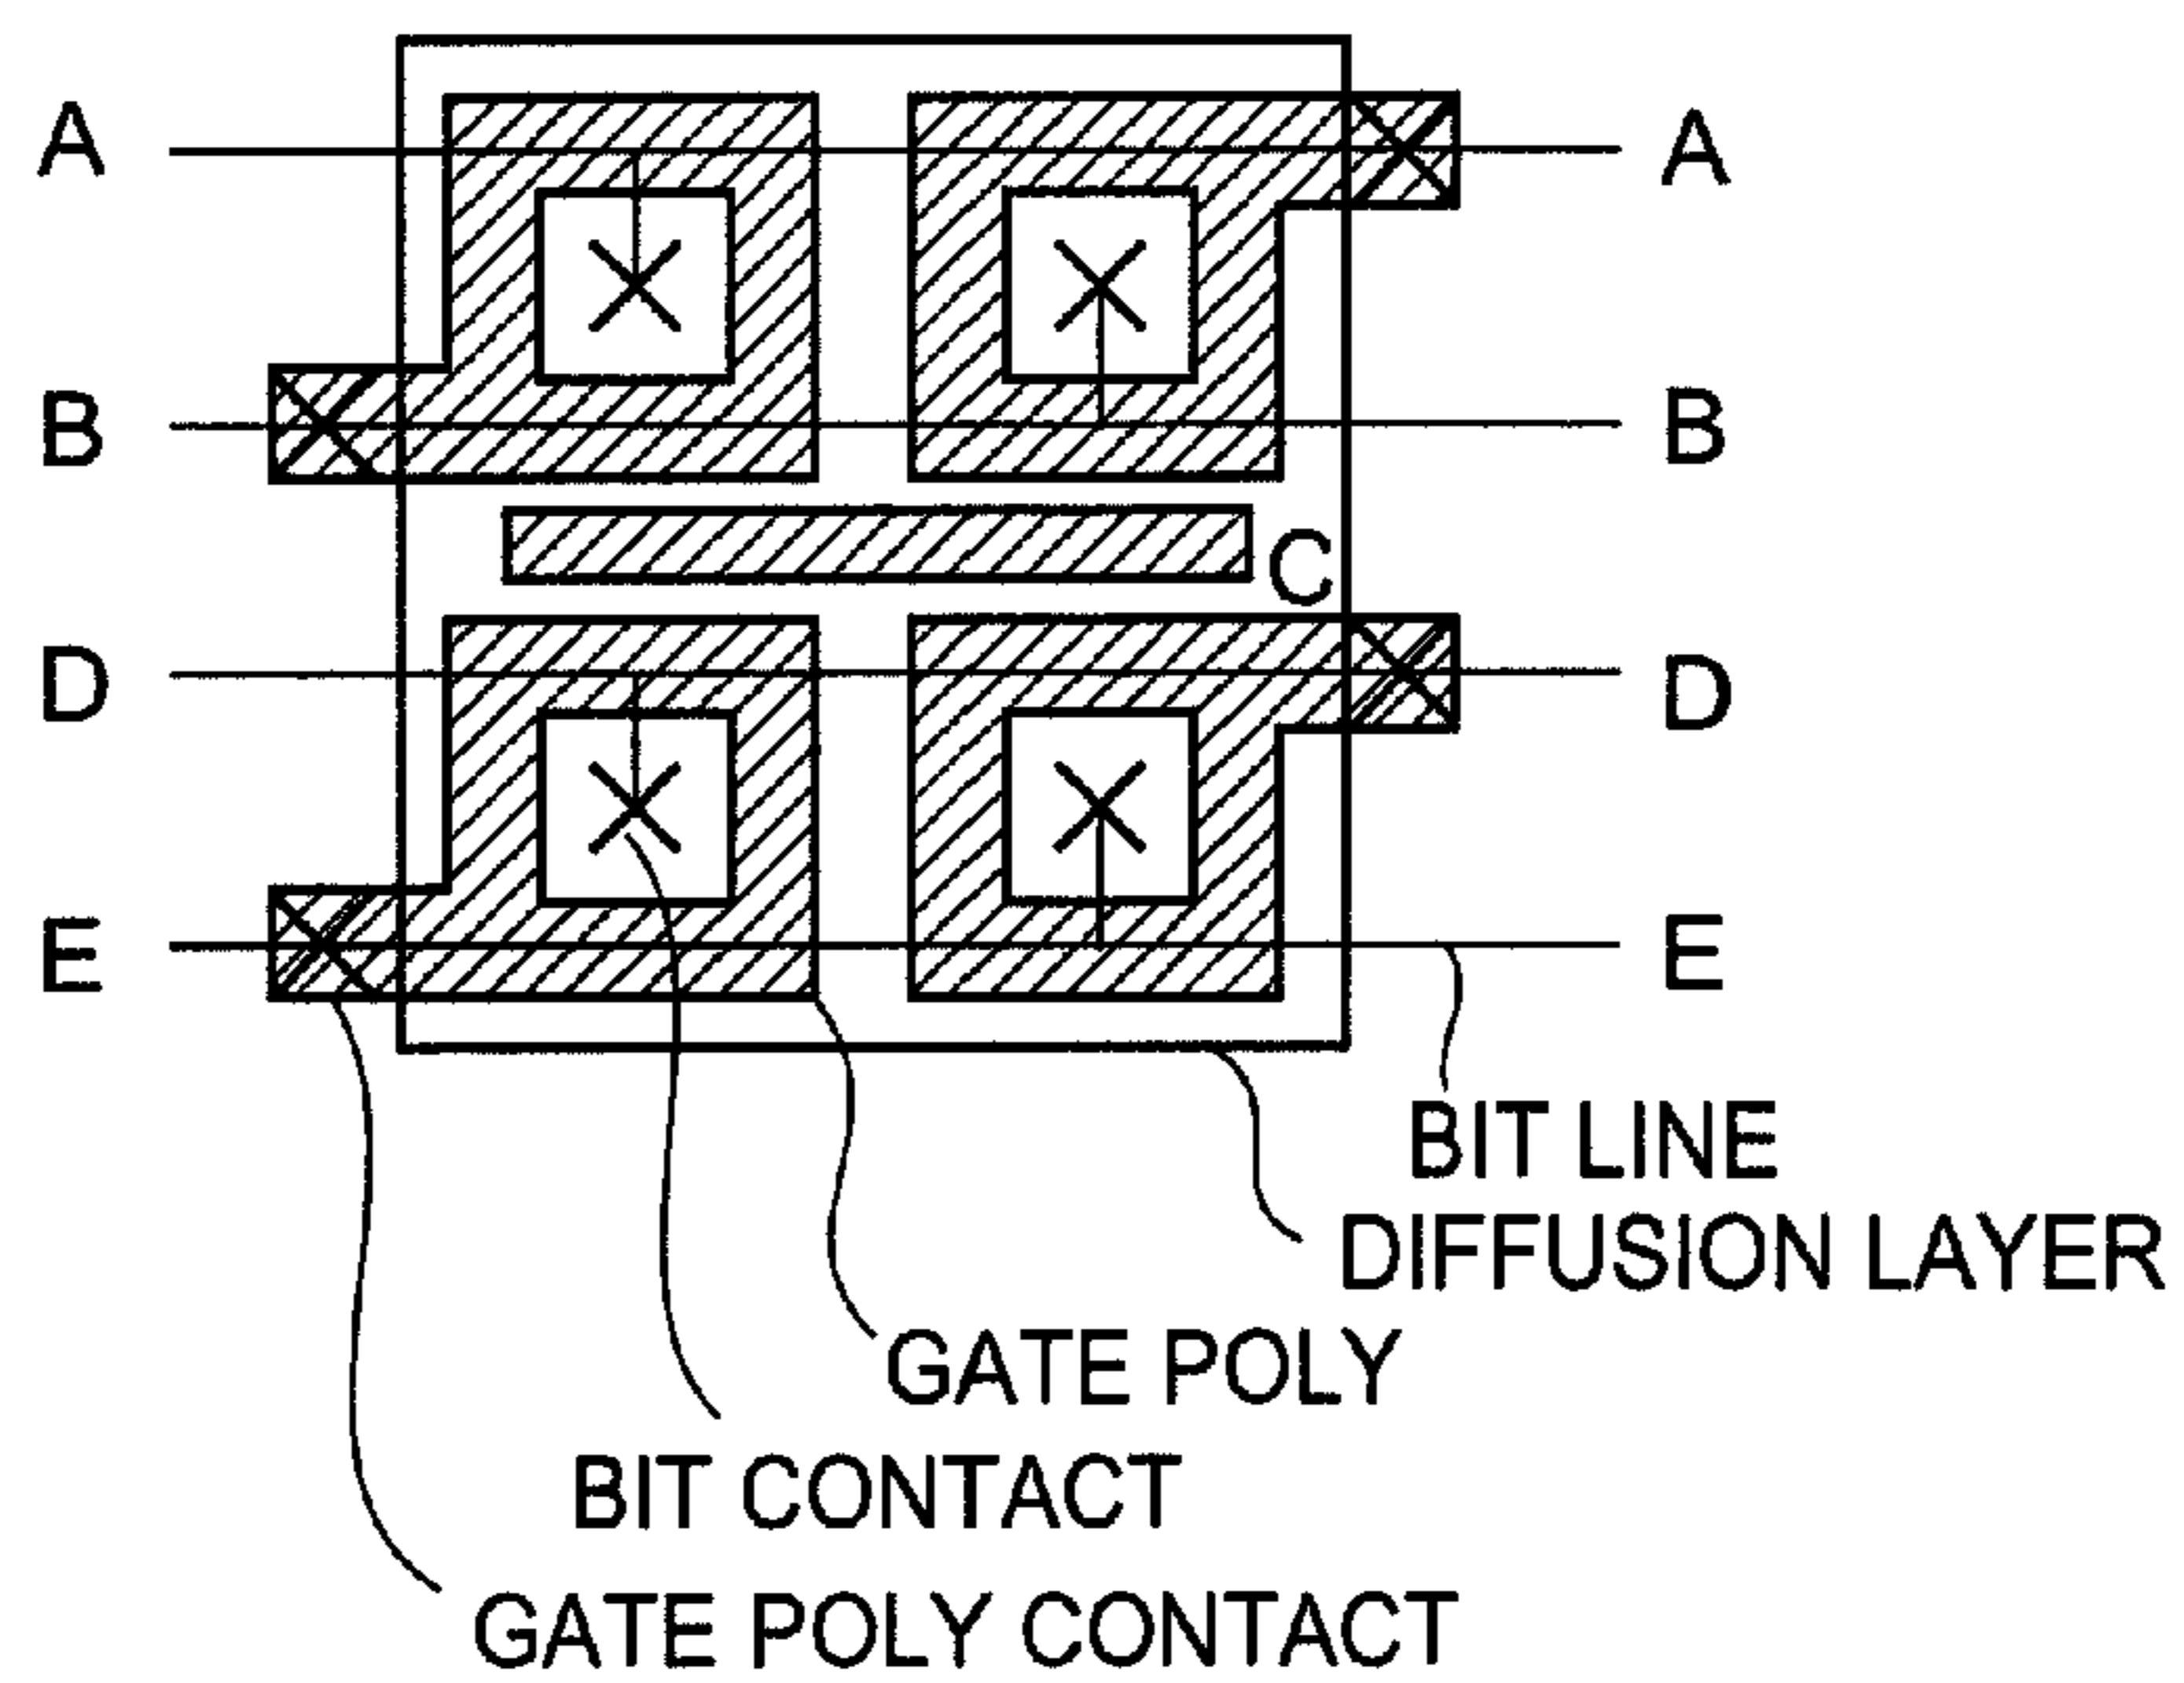 A A
B B
C
D D
E E
BIT LINE
DIFFUSION LAYER
GATE POLY
BIT CONTACT
GATE POLY CONTACT